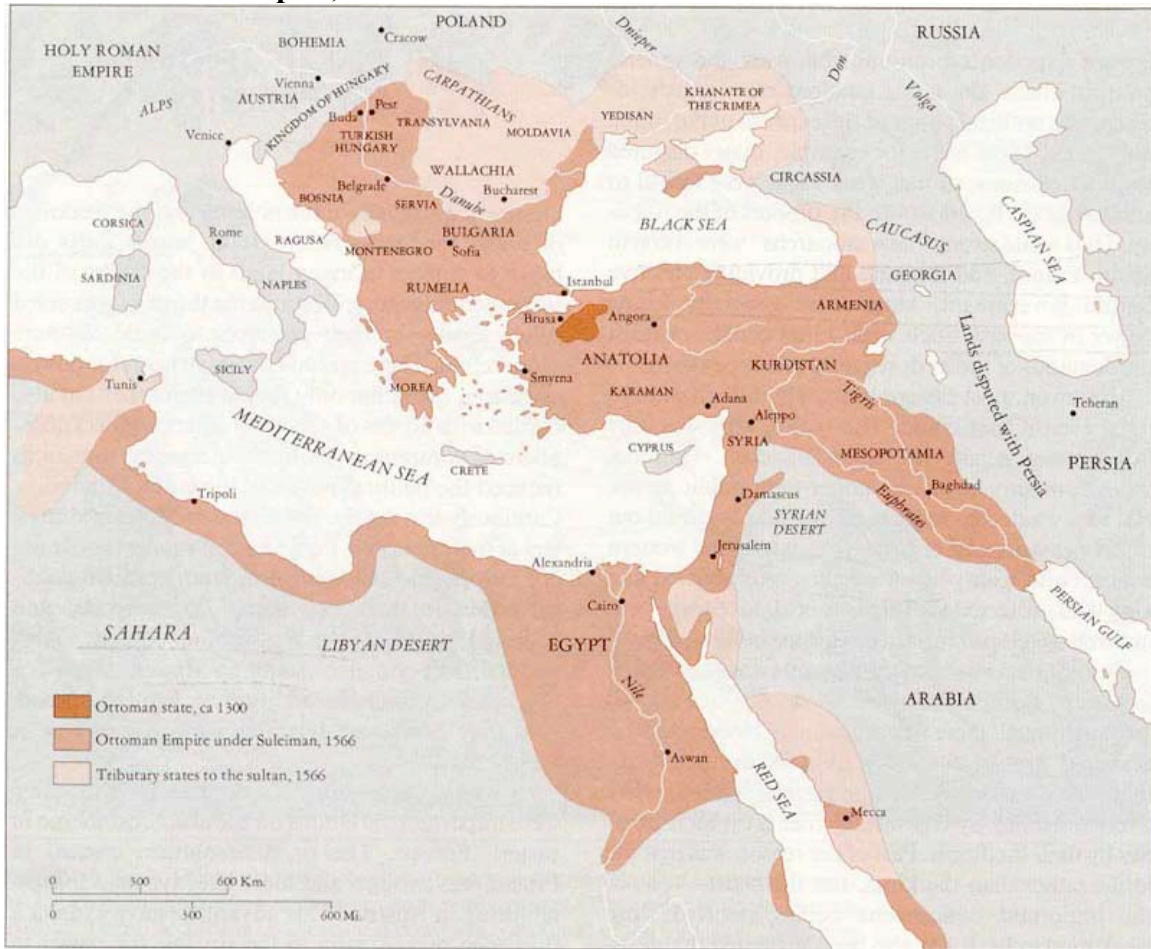 POLAND
RUSSIA
HOLY ROMAN
EMPIRE
BOHEMIA
Cracow
Dnieper
Don
Volga
Vienna
AUSTRIA
ALPS
KINGDOM OF HUNGARY
CARPATHIANS
Buda
Pest
TRANSYLVANIA
TURKISH
HUNGARY
MOLDAVIA
YEDISAN
KHANATE OF
THE CRIMEA
Venice
WALLACHIA
Belgrade
Bucharest
BOSNIA
SERVIA
Danube
CIRCASSIA
CORSICA
Rome
RAGUSA
MONTENEGRO
BULGARIA
Sofia
BLACK SEA
CAUCASUS
CASPIAN SEA
SARDINIA
NAPLES
RUMELIA
Istanbul
GEORGIA
Brusa
Angora
ARMENIA
ANATOLIA
KURDISTAN
Lands disputed with Persia
Tunis
SICILY
MOREA
Smyrna
KARAMAN
Adana
Aleppo
Tigris
Teheran
MEDITERRANEAN SEA
CRETE
CYPRUS
SYRIA
MESOPOTAMIA
PERSIA
Tripoli
Damascus
SYRIAN
DESERT
Baghdad
Euphrates
Alexandria
Jerusalem
Cairo
PERSIAN GULF
SAHARA
LIBYAN DESERT
EGYPT
Nile
ARABIA
Ottoman state, ca 1300
Ottoman Empire under Suleiman, 1566
Tributary states to the sultan, 1566
Aswan
RED SEA
Mecca
0 300 600 Km.
0 300 600 Mi.